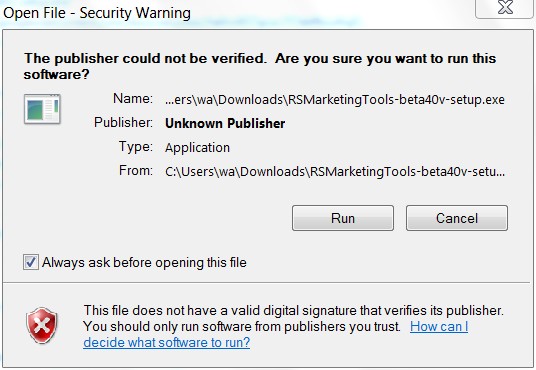 Open File - Security Warning
The publisher could not be verified. Are you sure you want to run this
software?
Name: ...ers\wa\Downloads\RSMarketingTools-beta40v-setup.exe
Publisher: Unknown Publisher
Type: Application
From: C:\Users\wa\Downloads\RSMarketingTools-beta40v-setu...
Run Cancel
Always ask before opening this file
This file does not have a valid digital signature that verifies its publisher.
You should only run software from publishers you trust. How can I
decide what software to run?